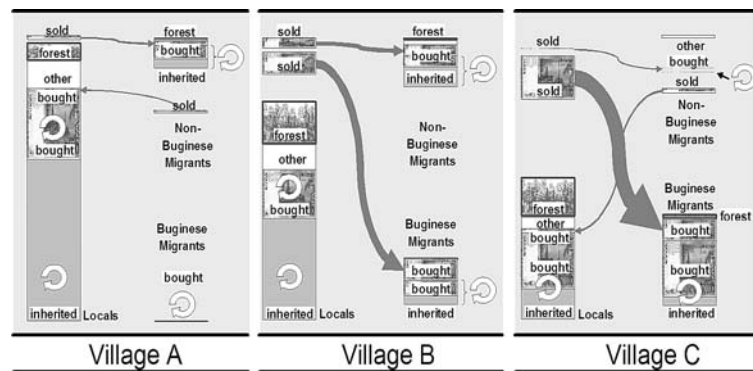 sold
forest
bought
inherited
forest
other
bought
sold
Non-
Buginese
Migrants
bought
Buginese
Migrants
bought
inherited
Locals
Village A
sold
forest
sold
bought
inherited
forest
Non-
Buginese
Migrants
other
bought
Buginese
Migrants
bought
bought
inherited
inherited
Locals
Village B
sold
other
bought
sold
sold
Non-
Buginese
Migrants
forest
Buginese
Migrants
forest
other
bought
bought
bought
bought
inherited
Locals
inherited
Village C